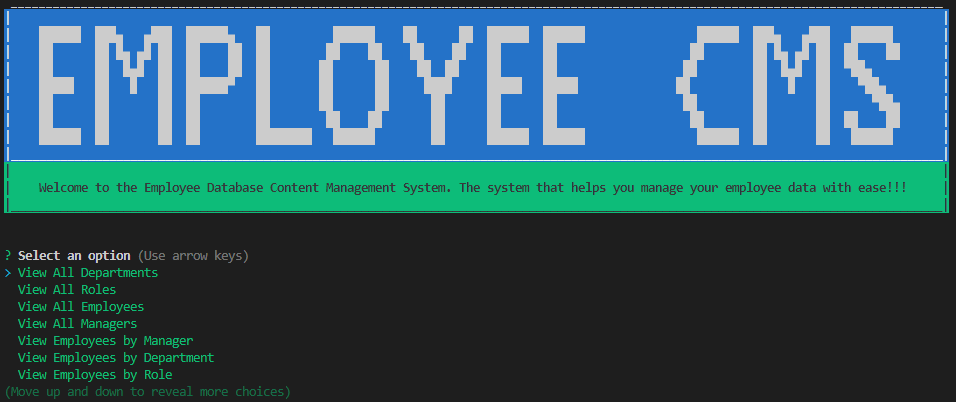 EMPLOYEE CMS
Welcome to the Employee Database Content Management System. The system that helps you manage your employee data with ease!!!
? Select an option (Use arrow keys)
> View All Departments
View All Roles
View All Employees
View All Managers
View Employees by Manager
View Employees by Department
View Employees by Role
(Move up and down to reveal more choices)